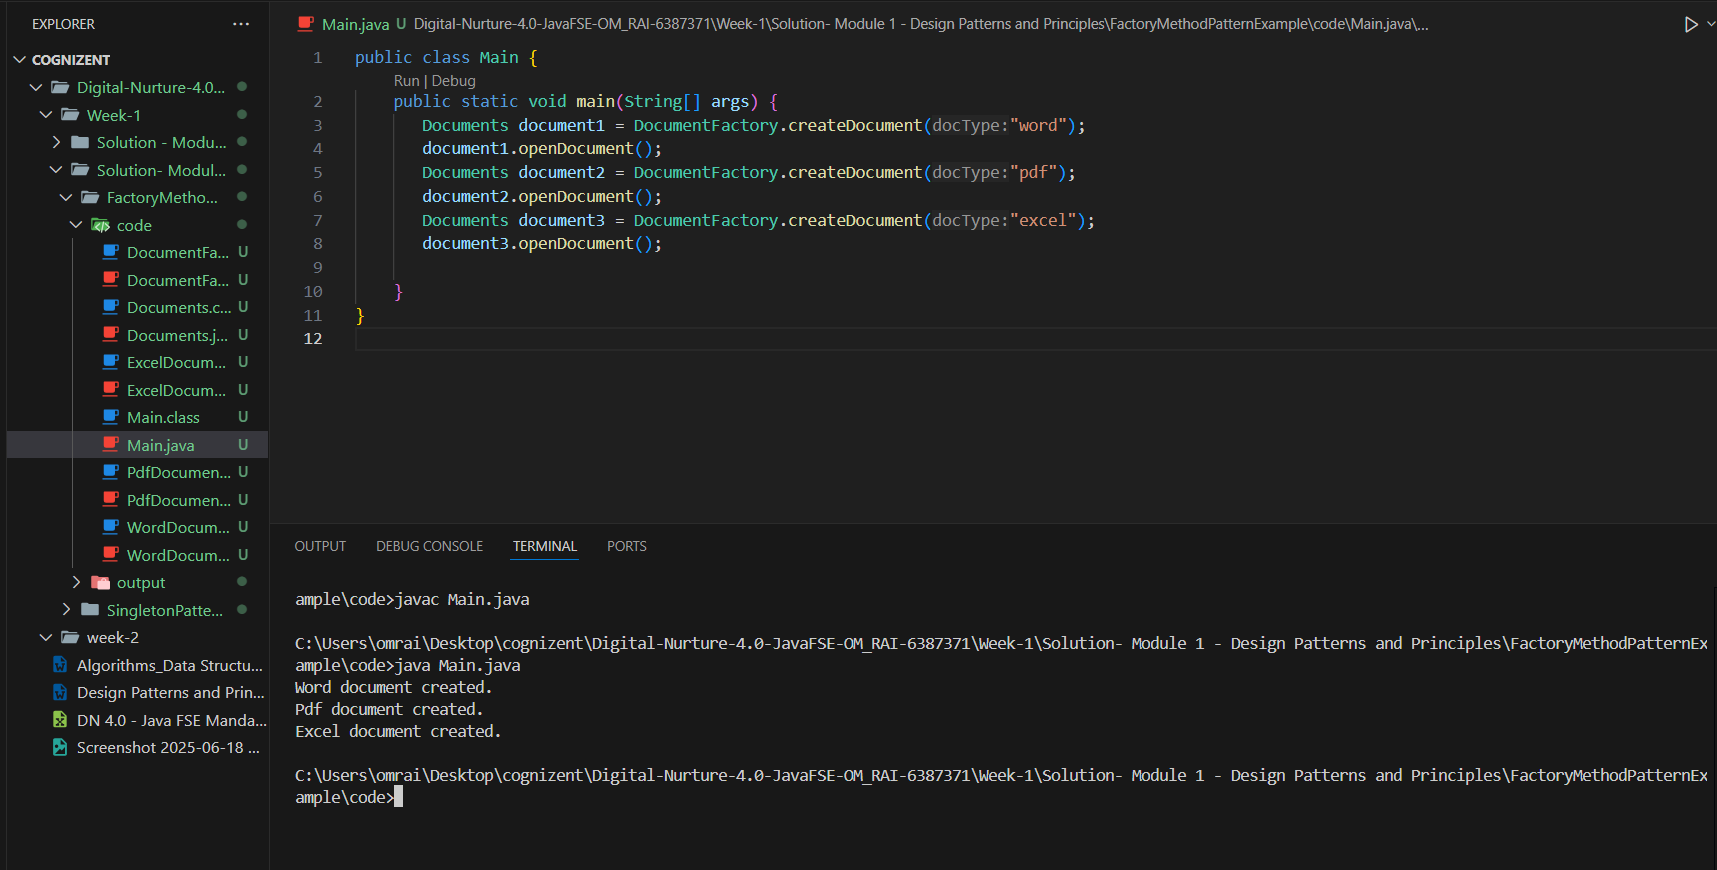 EXPLORER
COGNIZENT
Digital-Nurture-4.0...
Week-1
Solution - Modu...
Solution- Modul...
FactoryMetho...
code
DocumentFa... U
DocumentFa... U
Documents.c... U
Documents.j... U
ExcelDocum... U
ExcelDocum... U
Main.class U
Main.java U
PdfDocumen... U
PdfDocumen... U
WordDocum... U
WordDocum... U
output
SingletonPatte...
week-2
Algorithms_Data Structu...
Design Patterns and Prin...
DN 4.0 - Java FSE Manda...
Screenshot 2025-06-18 ...
Main.java U Digital-Nurture-4.0-JavaFSE-OM_RAI-6387371\Week-1\Solution- Module 1 - Design Patterns and Principles\FactoryMethodPatternExample\code\Main.java\...
1 public class Main {
Run | Debug
2 public static void main(String[] args) {
3 Documents document1 = DocumentFactory.createDocument(docType:"word");
4 document1.openDocument();
5 Documents document2 = DocumentFactory.createDocument(docType:"pdf");
6 document2.openDocument();
7 Documents document3 = DocumentFactory.createDocument(docType:"excel");
8 document3.openDocument();
9
10 }
11 }
12
OUTPUT DEBUG CONSOLE TERMINAL PORTS
ample\code>javac Main.java
C:\Users\omrai\Desktop\cognizent\Digital-Nurture-4.0-JavaFSE-OM_RAI-6387371\Week-1\Solution- Module 1 - Design Patterns and Principles\FactoryMethodPatternEx
ample\code>java Main.java
Word document created.
Pdf document created.
Excel document created.
C:\Users\omrai\Desktop\cognizent\Digital-Nurture-4.0-JavaFSE-OM_RAI-6387371\Week-1\Solution- Module 1 - Design Patterns and Principles\FactoryMethodPatternEx
ample\code>